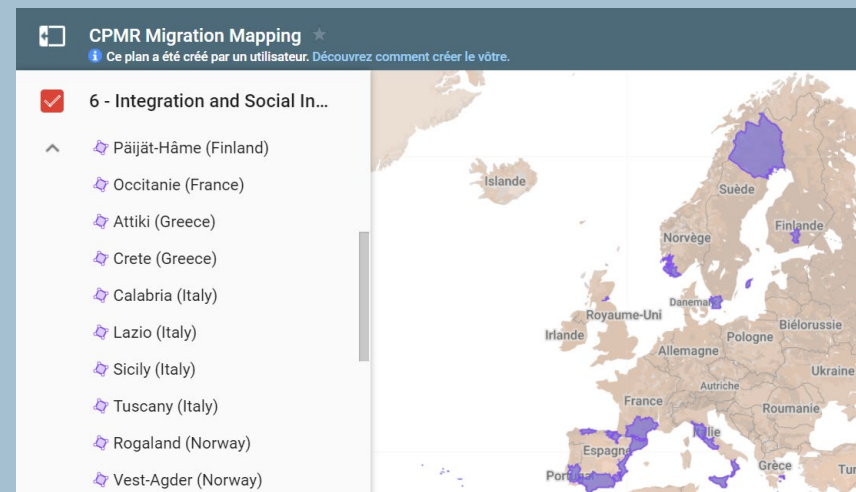 CPMR Migration Mapping
Ce plan a été créé par un utilisateur. Découvrez comment créer le vôtre.
6 - Integration and Social In...
Päijät-Hâme (Finland)
Occitanie (France)
Attiki (Greece)
Crete (Greece)
Calabria (Italy)
Lazio (Italy)
Sicily (Italy)
Tuscany (Italy)
Rogaland (Norway)
Vest-Agder (Norway)
Islande
Suède
Finlande
Norvège
Danemark
Royaume-Uni
Irlande
Biélorussie
Pologne
Allemagne
Ukraine
Autriche
France
Roumanie
Italie
Espagne
Grèce
Tur
Portugal